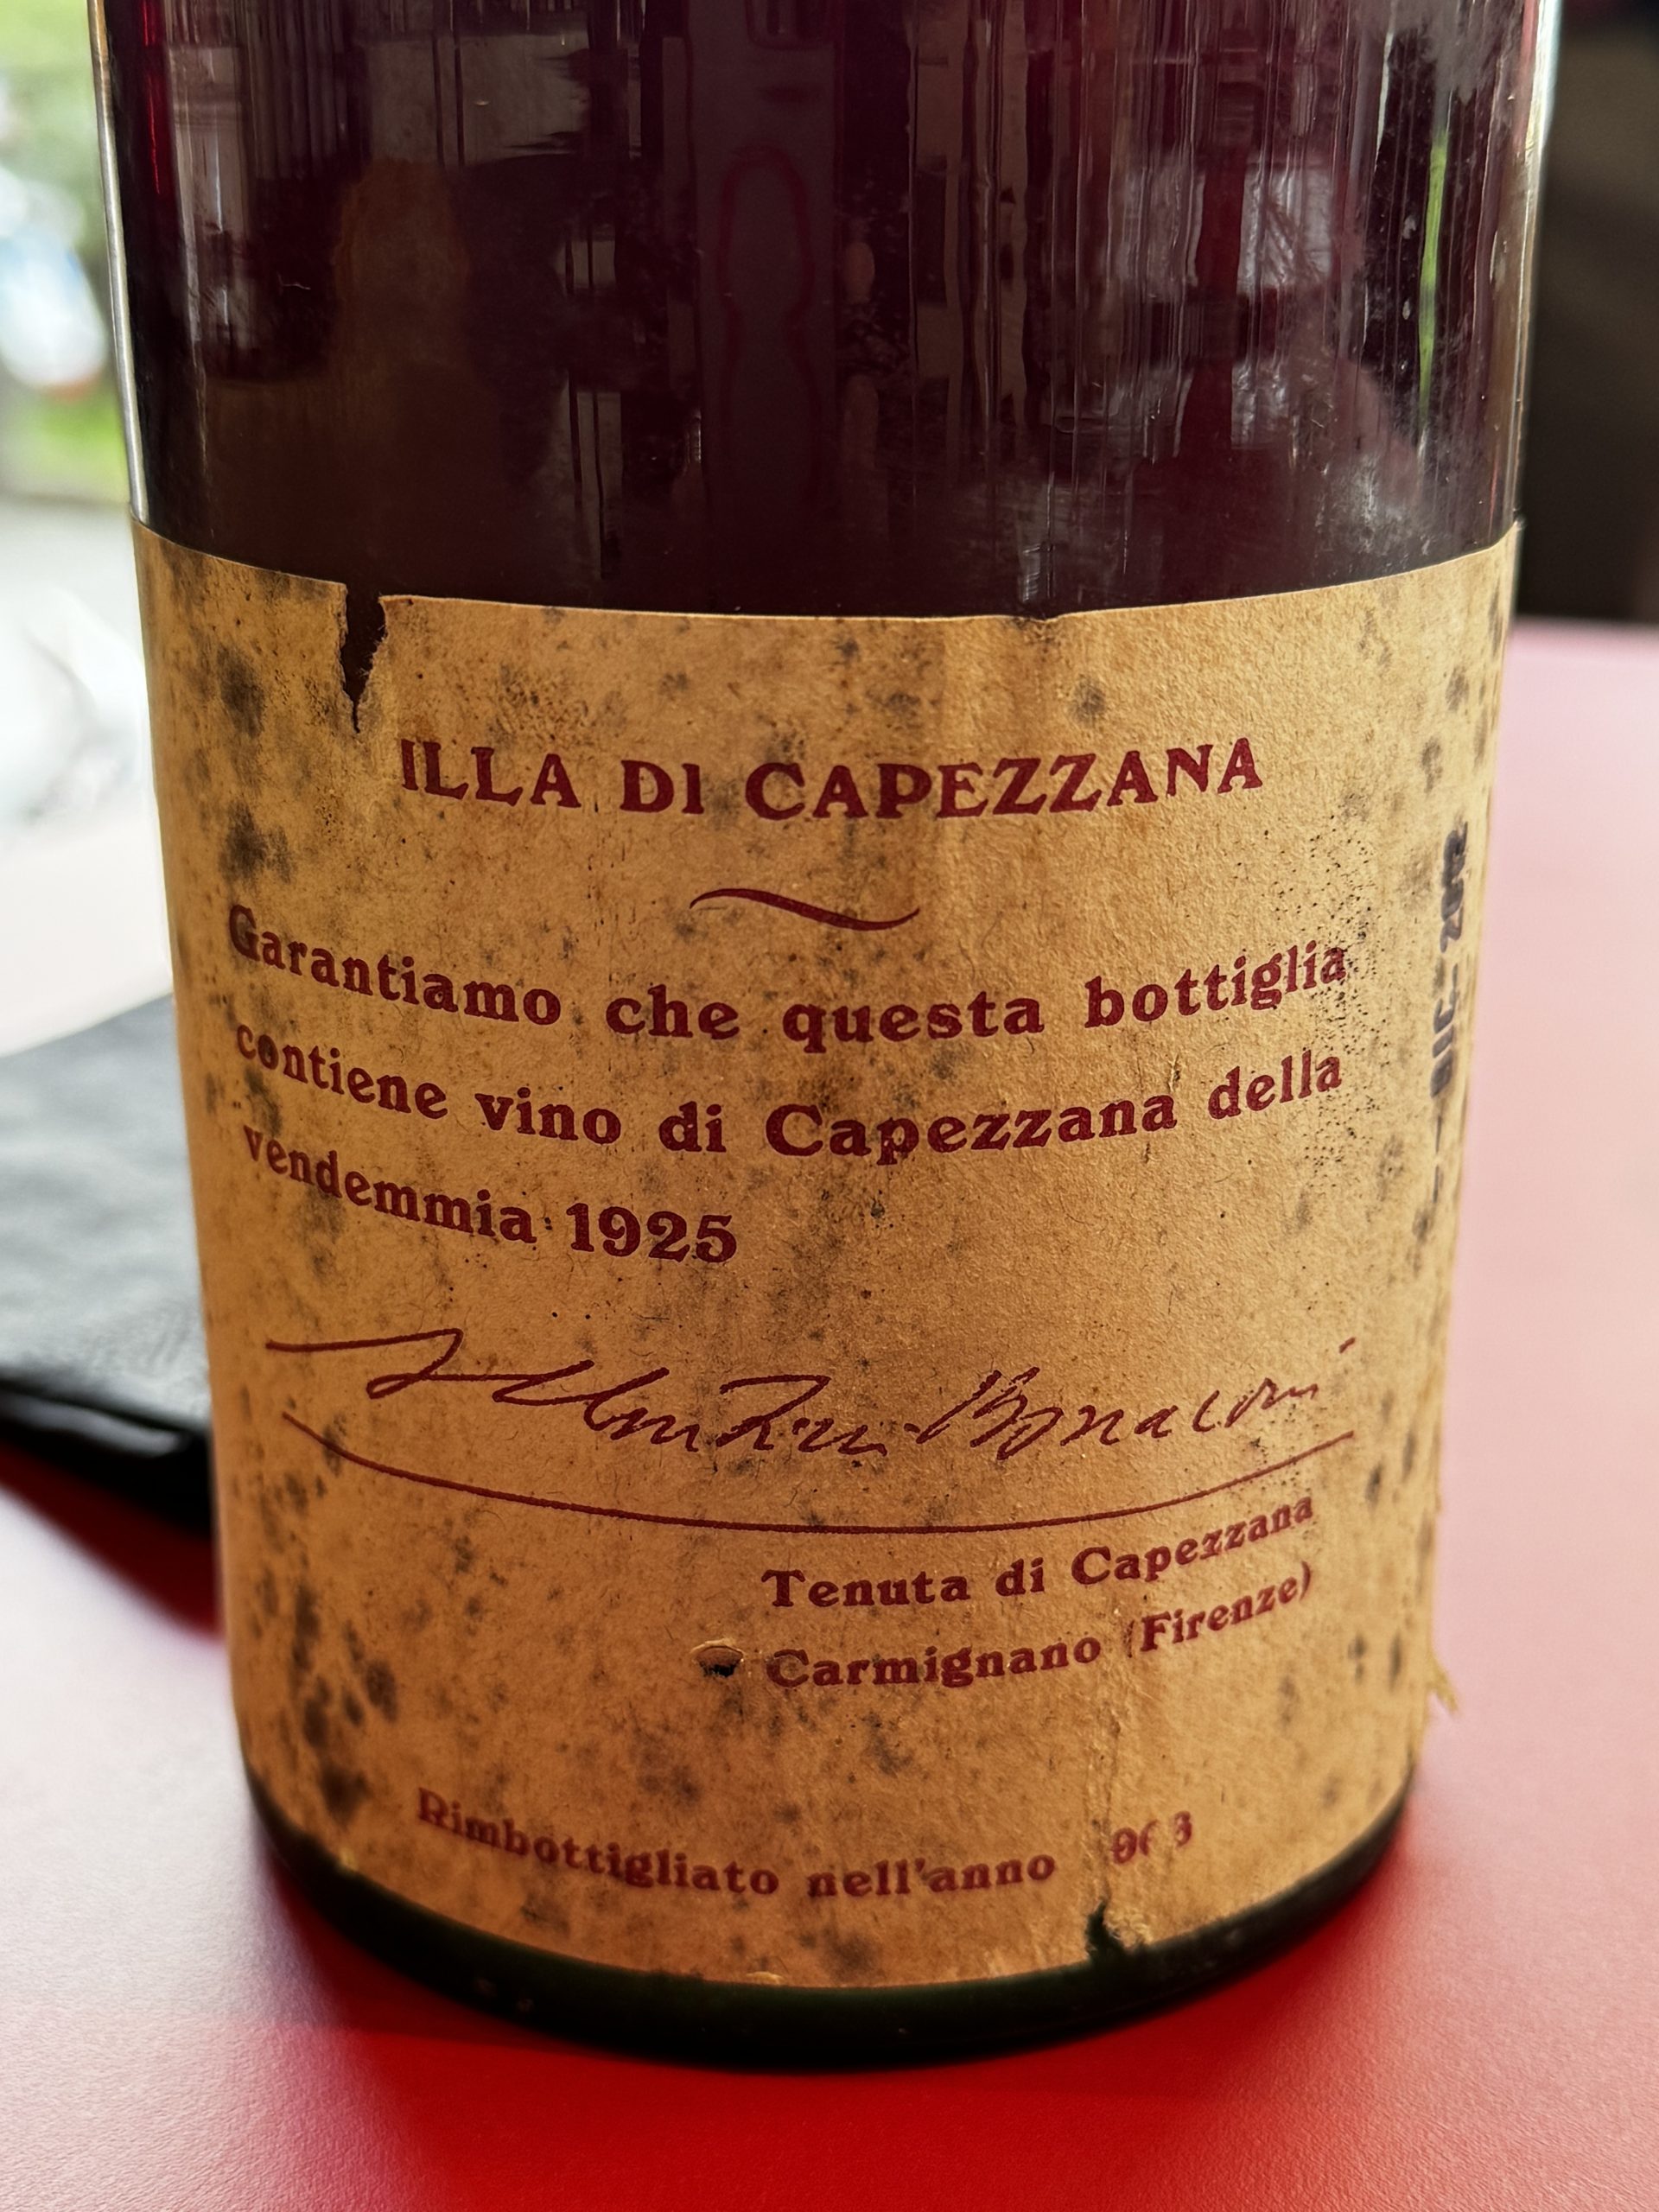 ILLA DI CAPEZZANA
Garantiamo che questa bottiglia
contiene vino di Capezzana della
vendemmia 1925
Tenuta di Capezzana
Carmignano (Firenze)
Rimbottigliato nell'anno